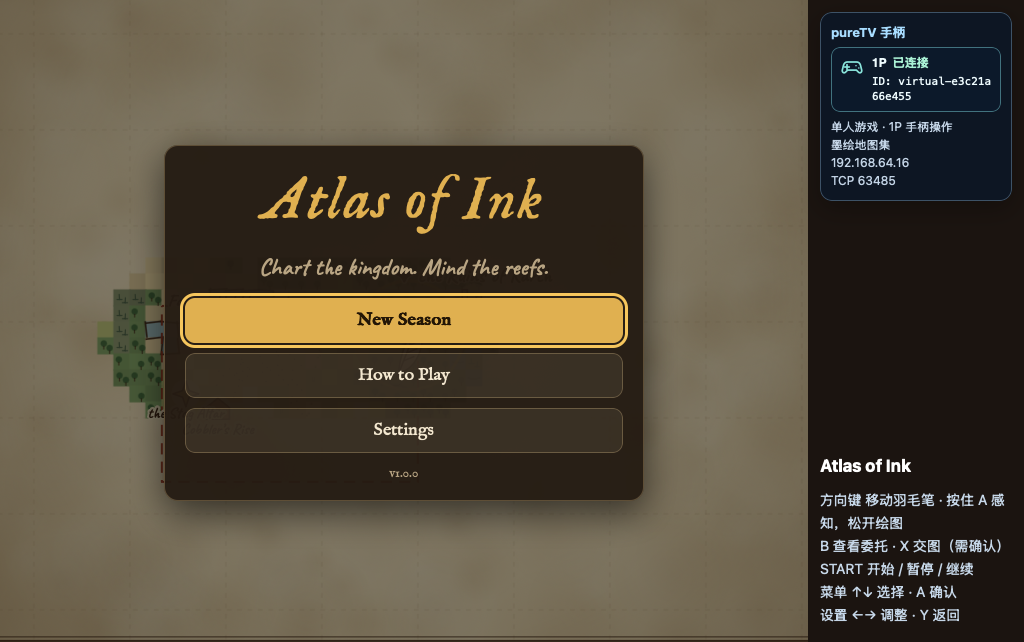 Atlas of Ink
Chart the kingdom. Mind the reefs.
New Season
How to Play
Settings
v1.0.0
the
pureTV 手柄
1P 已连接
ID: virtual-e3c21a
66e455
单人游戏 · 1P 手柄操作
墨绘地图集
192.168.64.16
TCP 63485
Atlas of Ink
方向键 移动羽毛笔 · 按住 A 感
知，松开绘图
B 查看委托 · X 交图（需确认）
START 开始 / 暂停 / 继续
菜单 ↑↓ 选择 · A 确认
设置 ←→ 调整 · Y 返回